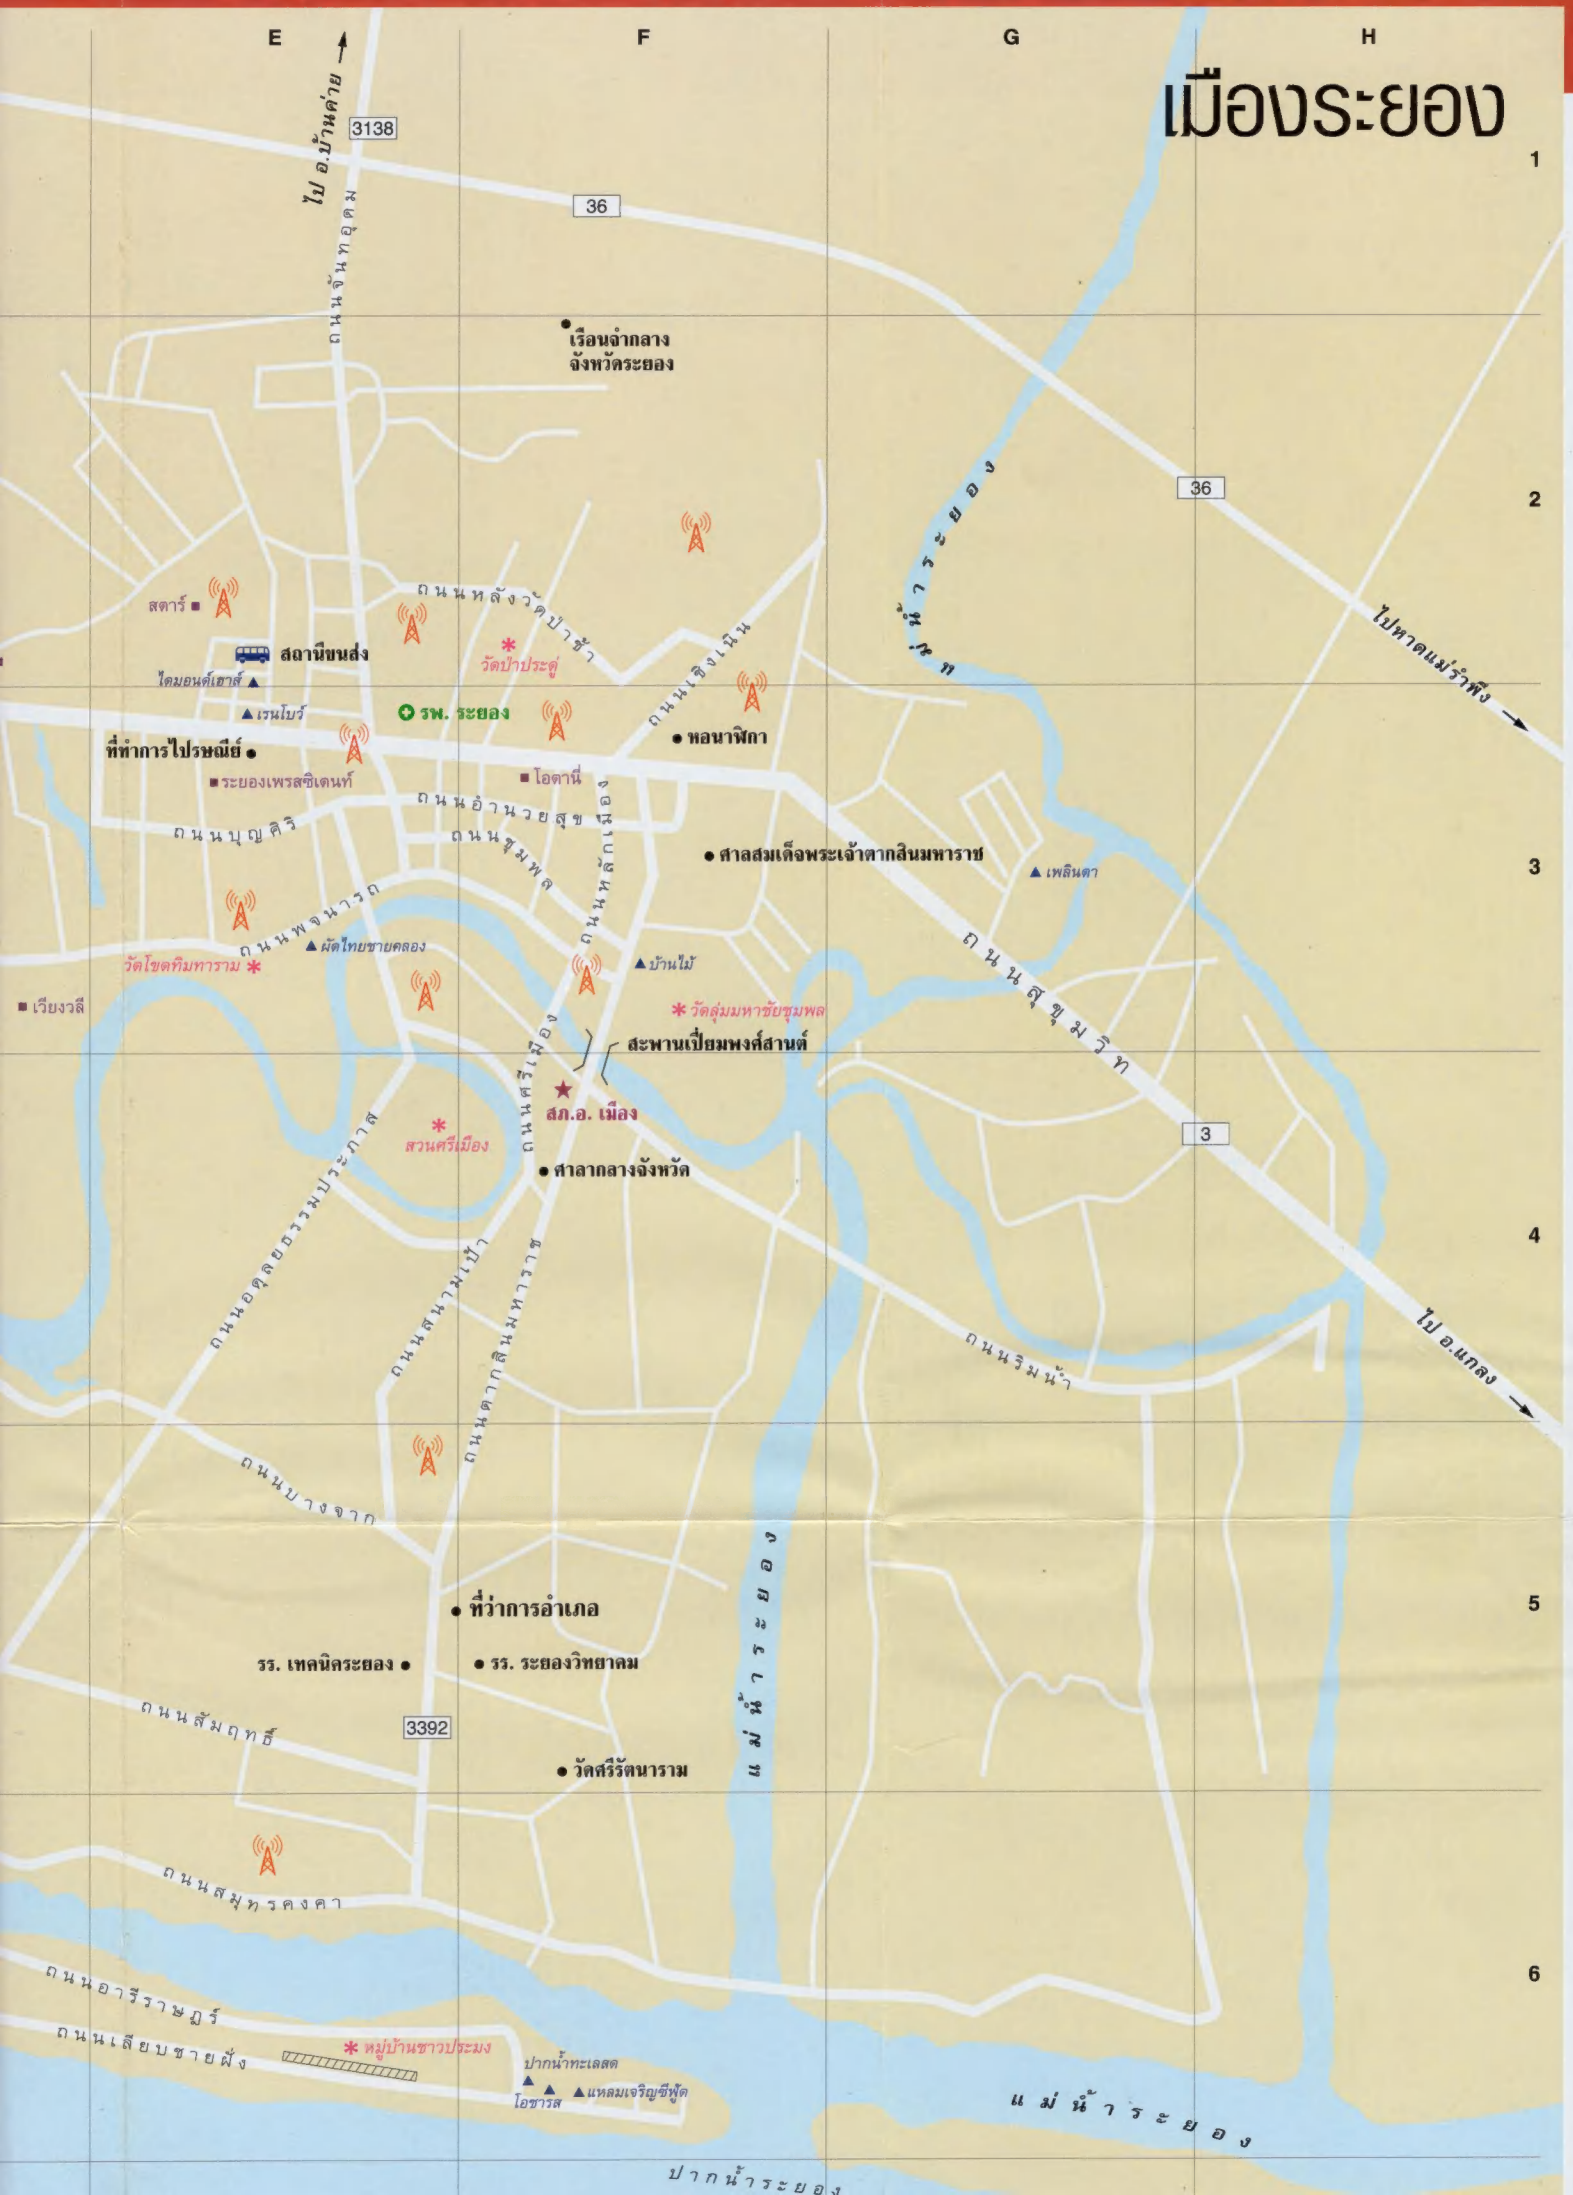 E
F
G
H
เมืองระยอง
1
2
3
4
5
6
ไป อ.บ้านค่าย
3138
36
ถนนจันทอุดม
เรือนจำกลาง
จังหวัดระยอง
แม่น้ำระยอง
36
ไปหาดแม่รำพึง
สตาร์
ถนนหลังวัดป่าช้า
สถานีขนส่ง
วัดป่าประดู่
ถนนเชิงเนิน
ไดมอนด์เฮาส์
เรนโบว์
รพ. ระยอง
หอนาฬิกา
ที่ทำการไปรษณีย์
ระยองเพรสซิเดนท์
โอตานี่
ถนนอำนวยสุข
ถนนบุญศิริ
ถนนชุมพล
ถนนหลักเมือง
ศาลสมเด็จพระเจ้าตากสินมหาราช
เพลินตา
ถนนพจนารถ
ผัดไทยชายคลอง
วัดโขดทิมทาราม
บ้านไม้
ถนนสุขุมวิท
เวียงวลี
วัดลุ่มมหาชัยชุมพล
สะพานเปี่ยมพงศ์สานต์
ถนนศรีเมือง
สภ.อ. เมือง
สวนศรีเมือง
3
ศาลากลางจังหวัด
ถนนอดุลยธรรมประภาส
ถนนสนามเป้า
ถนนตากสินมหาราช
ถนนริมน้ำ
ไป อ.แกลง
ถนนบางจาก
แม่น้ำระยอง
ที่ว่าการอำเภอ
รร. เทคนิคระยอง
รร. ระยองวิทยาคม
ถนนสัมฤทธิ์
3392
วัดศรีรัตนาราม
ถนนสมุทรคงคา
ถนนอารีราษฎร์
ถนนเลียบชายฝั่ง
หมู่บ้านชาวประมง
ปากน้ำทะเลสด
โอชารส
แหลมเจริญซีฟู้ด
แม่น้ำระยอง
ปากน้ำระยอง